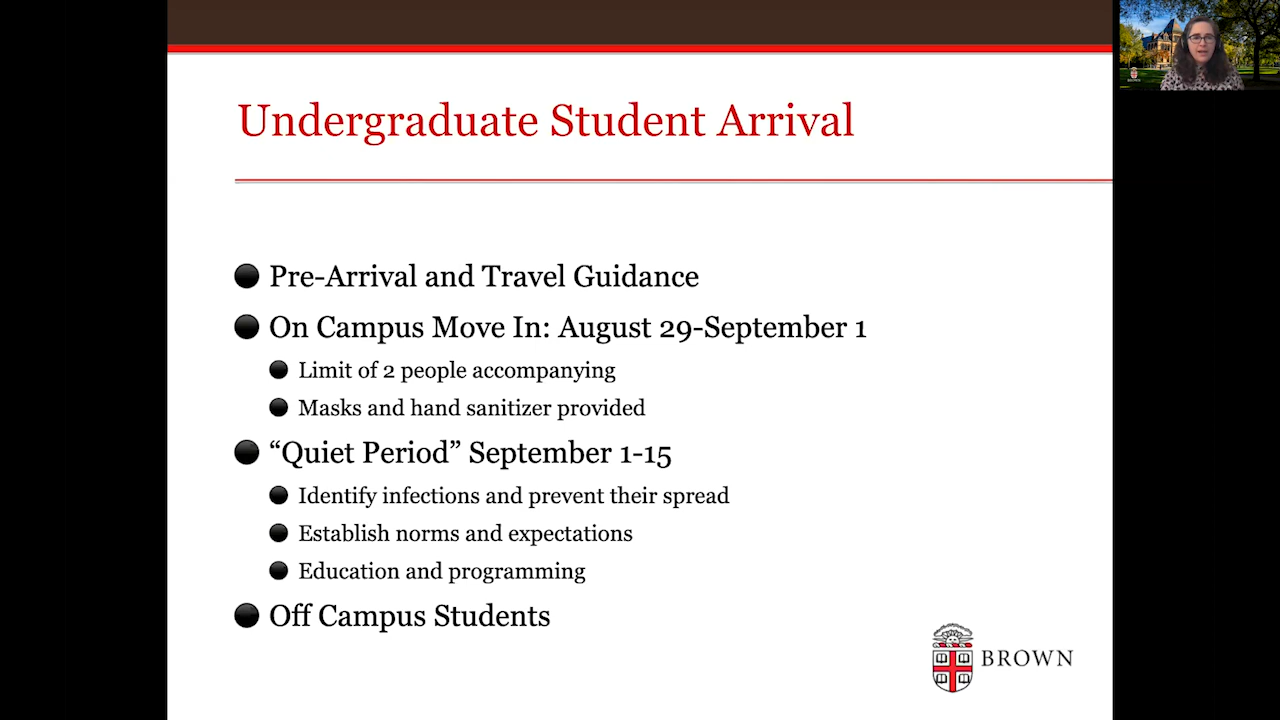 Undergraduate Student Arrival
Pre-Arrival and Travel Guidance
On Campus Move In: August 29-September 1
Limit of 2 people accompanying
Masks and hand sanitizer provided
“Quiet Period” September 1-15
Identify infections and prevent their spread
Establish norms and expectations
Education and programming
Off Campus Students
BROWN
BROWN